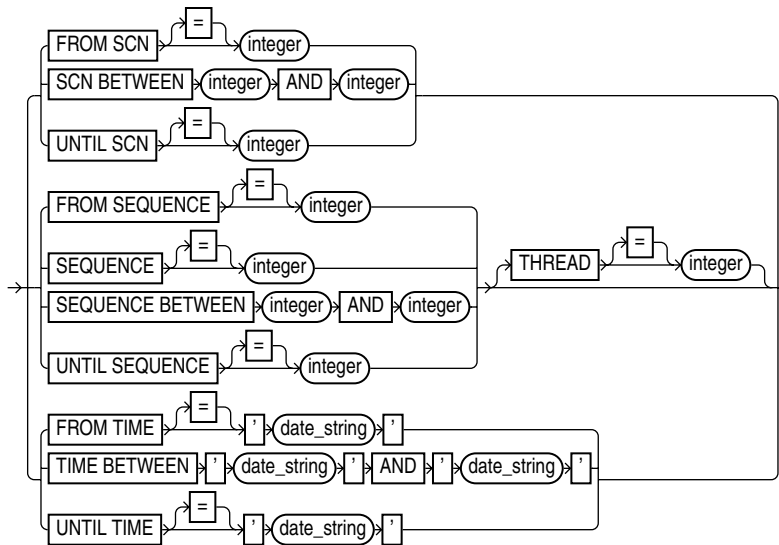 =
FROM SCN integer
SCN BETWEEN integer AND integer
=
UNTIL SCN integer
=
FROM SEQUENCE integer
=
SEQUENCE integer
SEQUENCE BETWEEN integer AND integer
=
UNTIL SEQUENCE integer
=
THREAD integer
=
FROM TIME ' date_string '
TIME BETWEEN ' date_string ' AND ' date_string '
=
UNTIL TIME ' date_string '